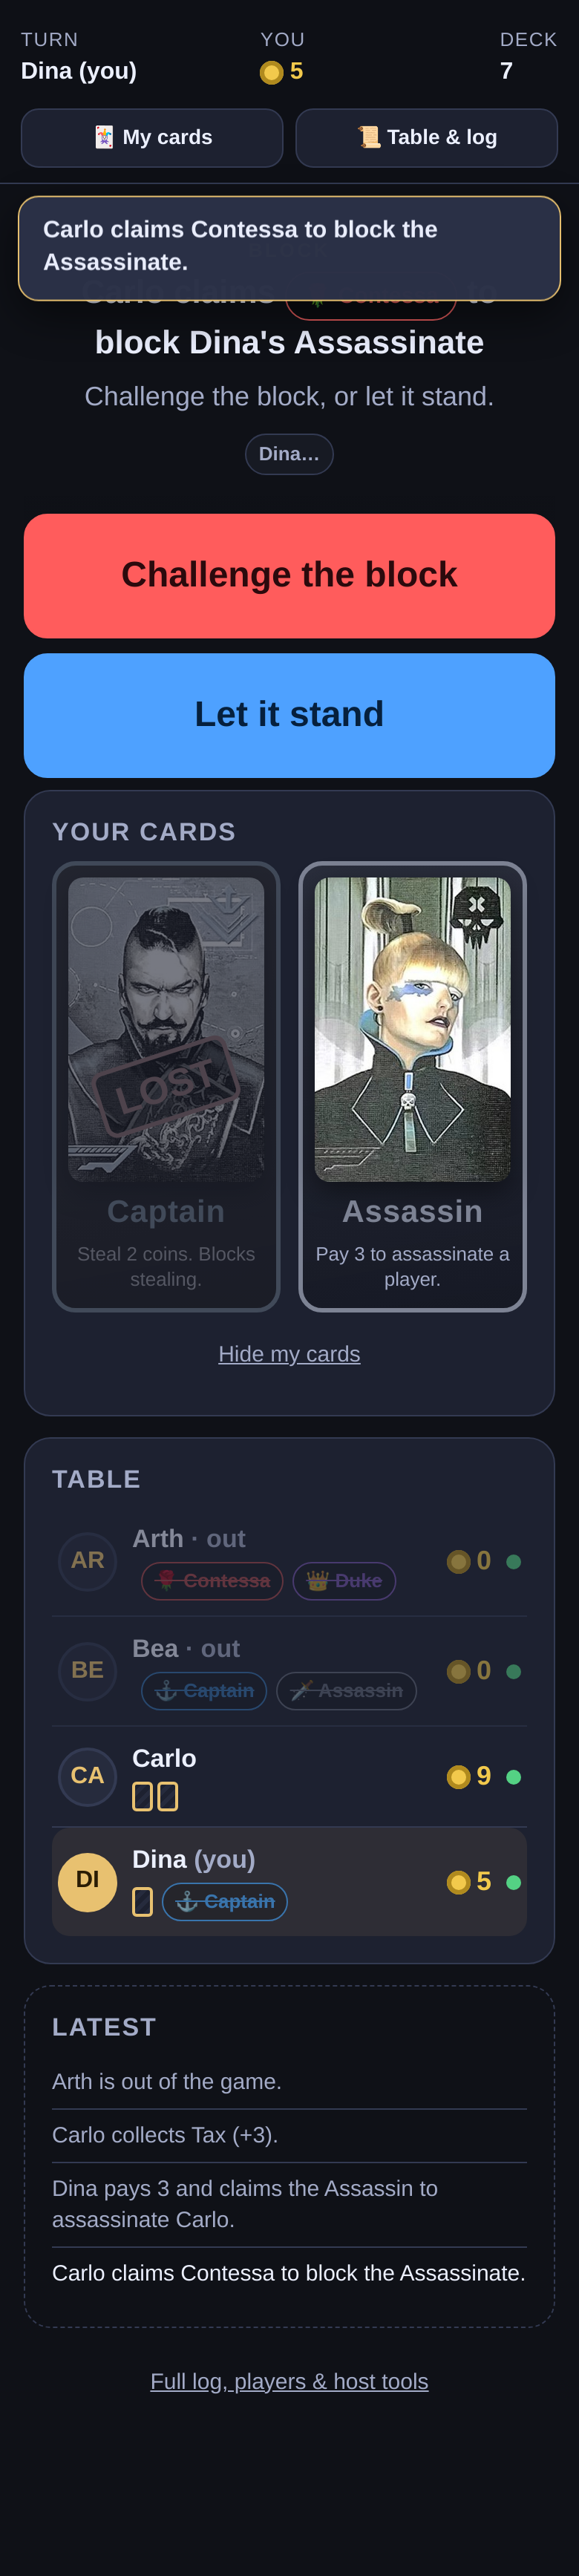 TURN
YOU
DECK
Dina (you)
5
7
🃏 My cards
📜 Table & log
Carlo claims Contessa to block the
Assassinate.
Carlo claims Contessa to
block Dina's Assassinate
Challenge the block, or let it stand.
Dina…
Challenge the block
Let it stand
YOUR CARDS
LOST
Captain
Steal 2 coins. Blocks
stealing.
Assassin
Pay 3 to assassinate a
player.
Hide my cards
TABLE
AR
Arth · out
🌹 Contessa
👑 Duke
0
BE
Bea · out
⚓ Captain
🗡️ Assassin
0
CA
Carlo
9
DI
Dina (you)
⚓ Captain
5
LATEST
Arth is out of the game.
Carlo collects Tax (+3).
Dina pays 3 and claims the Assassin to
assassinate Carlo.
Carlo claims Contessa to block the Assassinate.
Full log, players & host tools